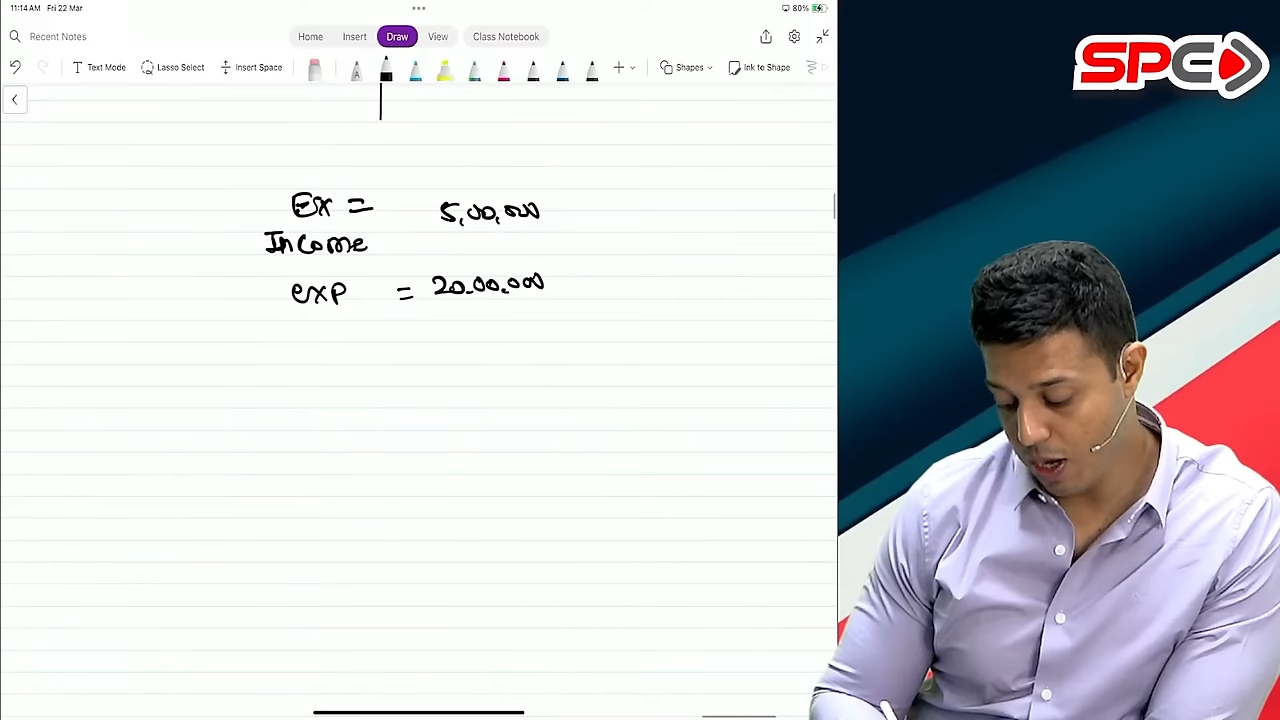 11:14 AM Fri 22 Mar
80%
Recent Notes
Home Insert Draw View Class Notebook
Text Mode Lasso Select Insert Space Shapes Ink to Shape
SPC
Ex = 5,00,000
Income
exp = 20,00,000